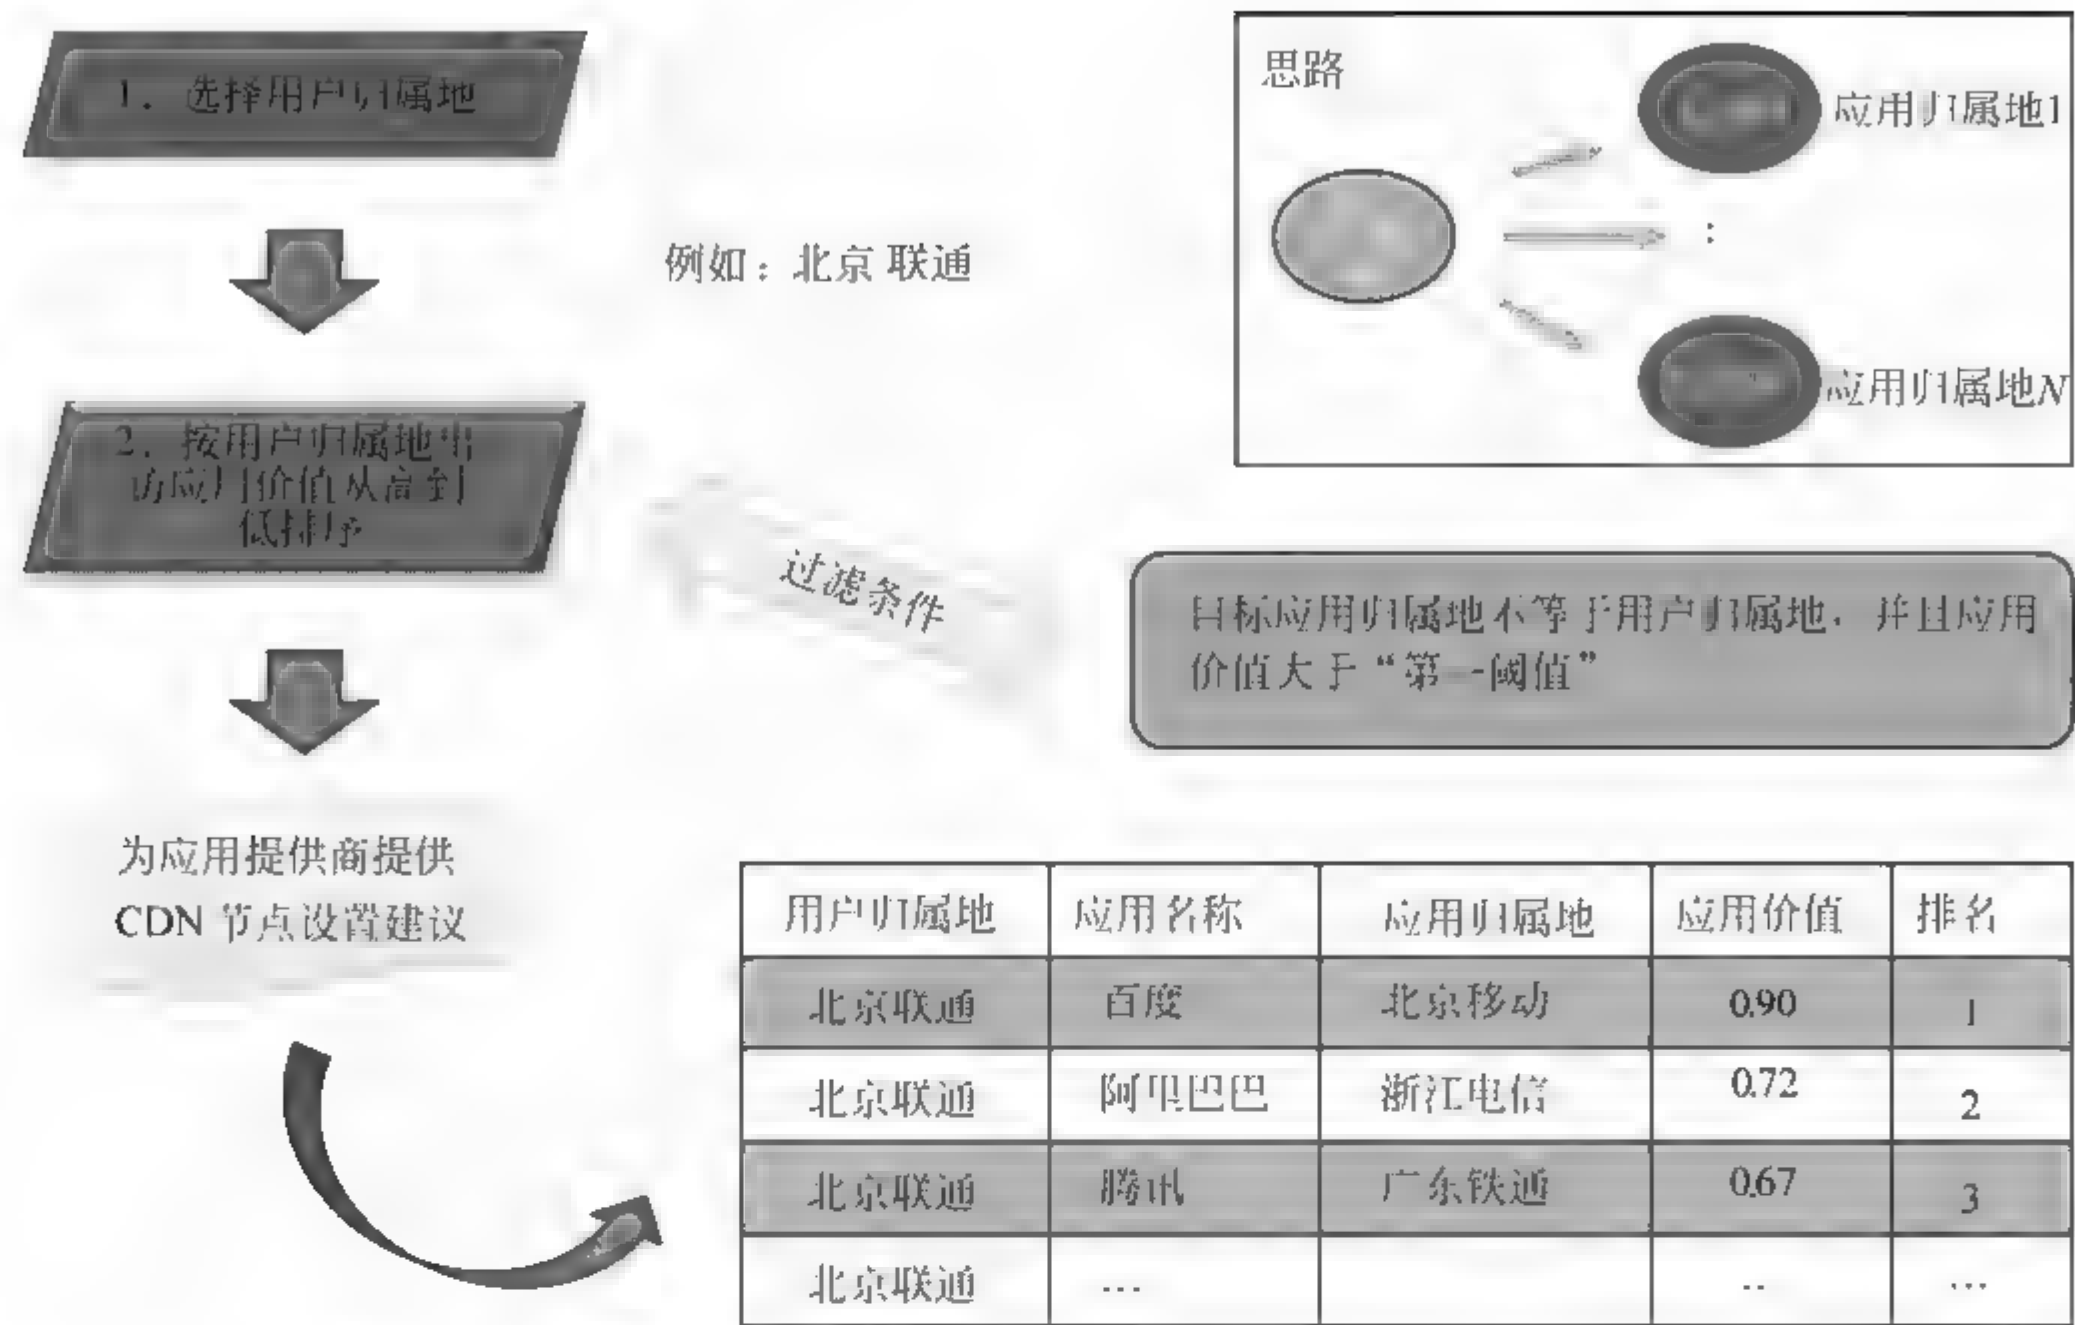 1. 选择用户归属地
例如：北京 联通
思路
应用归属地1
:
应用归属地N
2. 按用户归属地出
访应用价值从高到
低排序
过滤条件
目标应用归属地不等于用户归属地，并且应用
价值大于“第一阈值”
为应用提供商提供
CDN 节点设置建议
用户归属地 应用名称 应用归属地 应用价值 排名
北京联通 百度 北京移动 0.90 1
北京联通 阿里巴巴 浙江电信 0.72 2
北京联通 腾讯 广东铁通 0.67 3
北京联通 … .. …